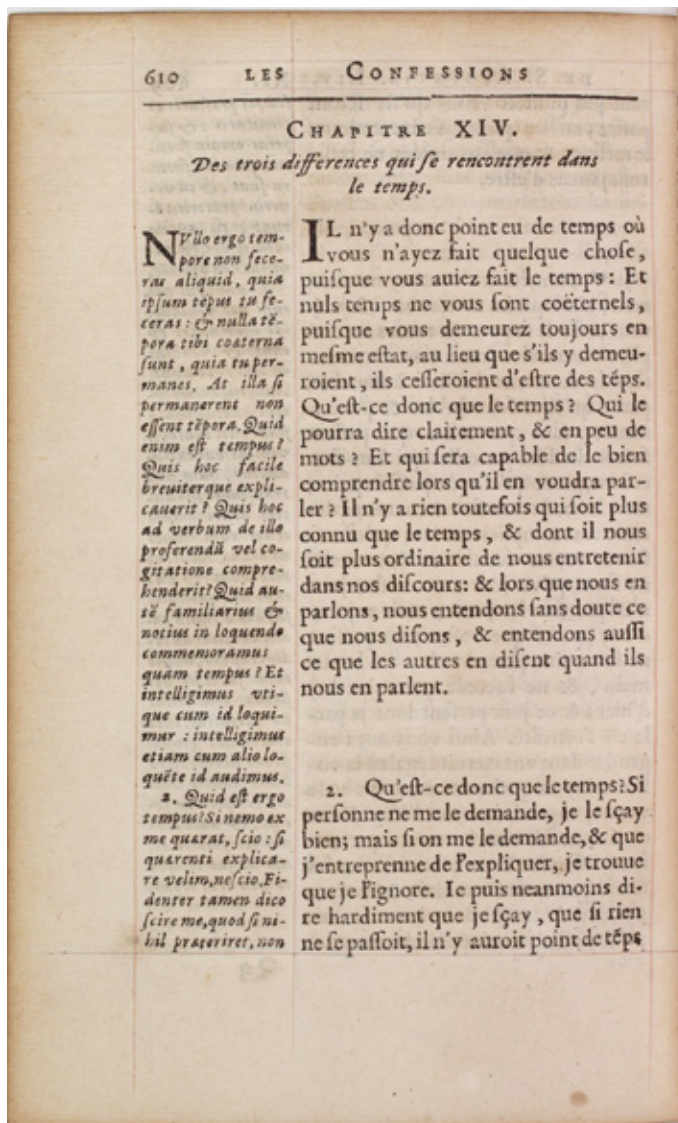 610 LES CONFESSIONS
CHAPITRE XIV.
Des trois differences qui ſe rencontrent dans
le temps.
NVllo ergo tem-
pore non fece-
ras aliquid, quia
ipſum tēpus tu fe-
ceras : & nulla tē-
pora tibi coæterna
ſunt, quia tu per-
manes. At illa ſi
permanerent non
eſſent tēpora. Quid
enim eſt tempus?
Quis hoc facile
breuiterque expli-
cauerit? Quis hoc
ad verbum de illo
proferendū vel co-
gitatione compre-
henderit? Quid au-
tē familiarius &
notius in loquendo
commemoramus
quam tempus? Et
intelligimus vti-
que cum id loqui-
mur : intelligimus
etiam cum alio lo-
quēte id audimus.
2. Quid eſt ergo
tempus? Si nemo ex
me quærat, ſcio : ſi
quærenti explica-
re velim, neſcio. Fi-
denter tamen dico
ſcire me, quod ſi ni-
hil præteriret, non
IL n'y a donc point eu de temps où
vous n'ayez fait quelque choſe,
puiſque vous auiez fait le temps : Et
nuls temps ne vous ſont coëternels,
puiſque vous demeurez toujours en
meſme eſtat, au lieu que s'ils y demeu-
roient, ils ceſſeroient d'eſtre des téps.
Qu'eſt-ce donc que le temps? Qui le
pourra dire clairement, & en peu de
mots? Et qui ſera capable de le bien
comprendre lors qu'il en voudra par-
ler? Il n'y a rien toutefois qui ſoit plus
connu que le temps, & dont il nous
ſoit plus ordinaire de nous entretenir
dans nos diſcours: & lors que nous en
parlons, nous entendons ſans doute ce
que nous diſons, & entendons auſſi
ce que les autres en diſent quand ils
nous en parlent.
2. Qu'eſt-ce donc que le temps? Si
perſonne ne me le demande, je le ſçay
bien; mais ſi on me le demande, & que
j'entreprenne de l'expliquer, je trouue
que je l'ignore. Ie puis neanmoins di-
re hardiment que je ſçay, que ſi rien
ne ſe paſſoit, il n'y auroit point de téps